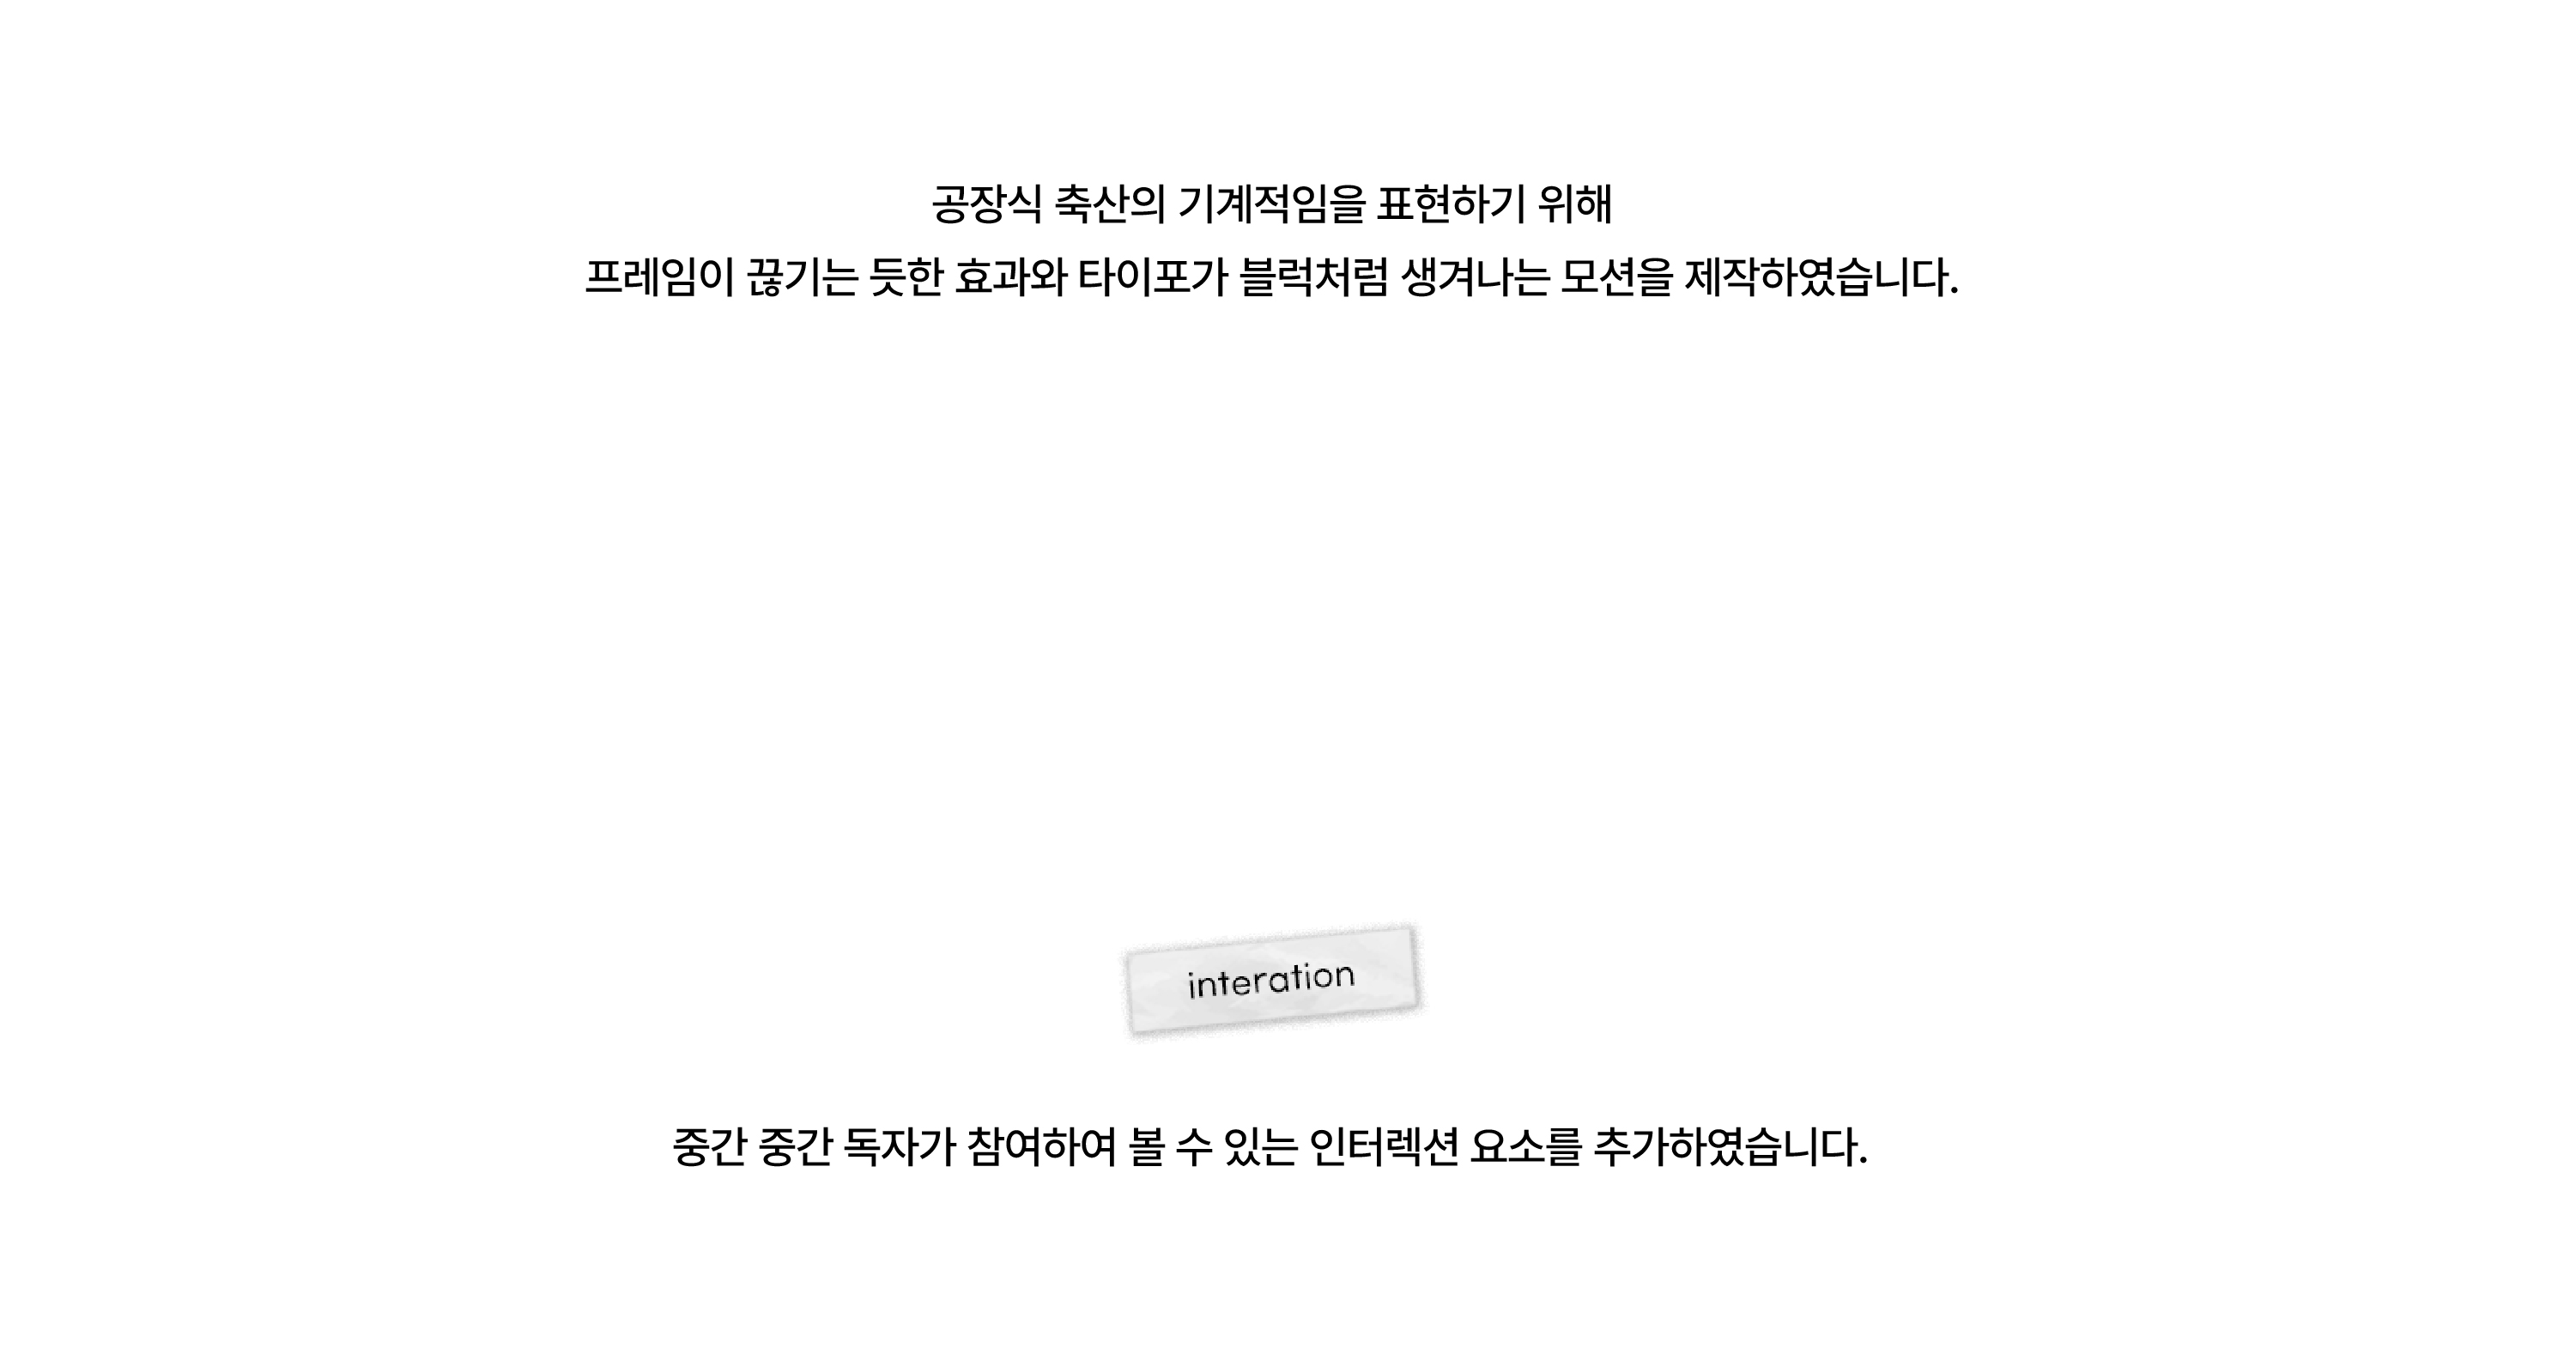 공장식 축산의 기계적임을 표현하기 위해
프레임이 끊기는 듯한 효과와 타이포가 블럭처럼 생겨나는 모션을 제작하였습니다.
interation
중간 중간 독자가 참여하여 볼 수 있는 인터렉션 요소를 추가하였습니다.